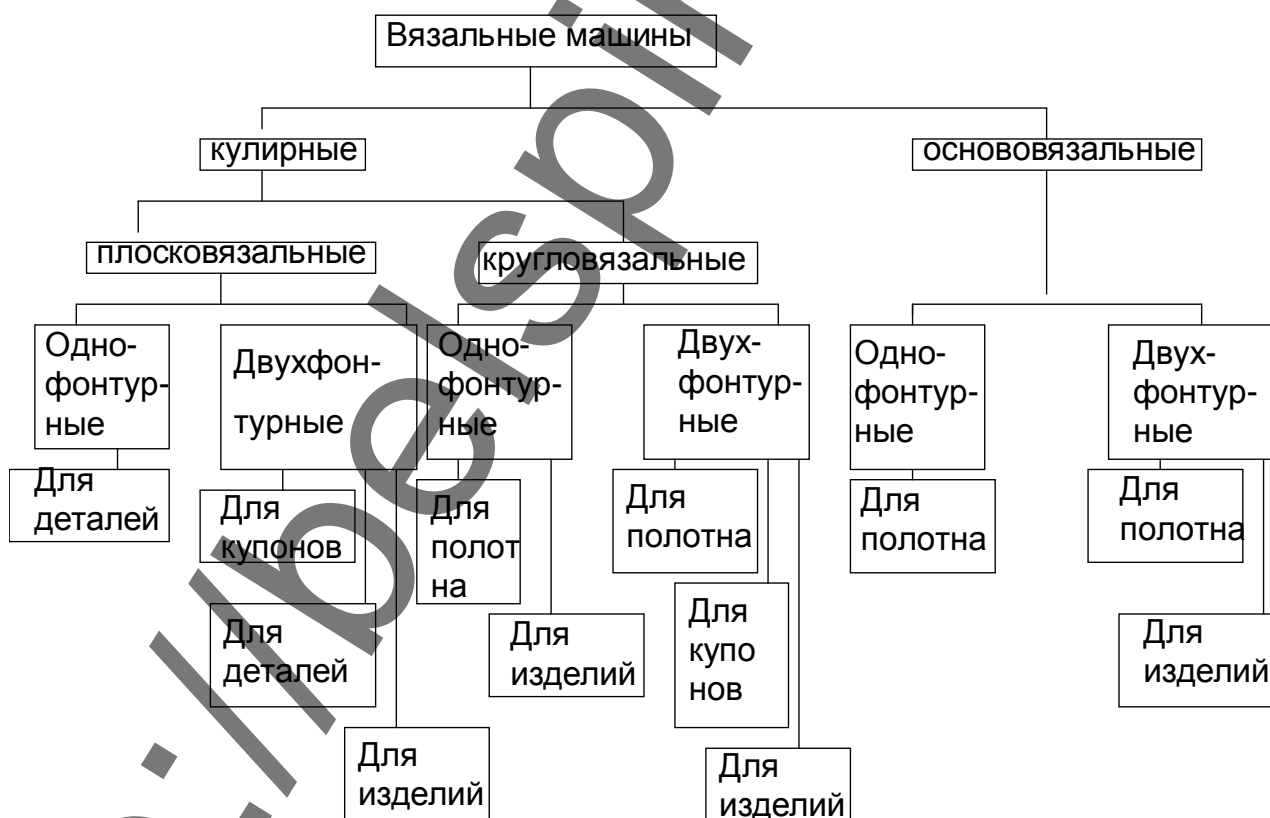 Вязальные машины
кулирные
основовязальные
плосковязальные
кругловязальные
Одно-
фонтур-
ные
Двухфон-
турные
Одно-
фонтур-
ные
Двух-
фонтур-
ные
Одно-
фонтур-
ные
Двух-
фонтур-
ные
Для
деталей
Для
купонов
Для
полот
на
Для
полотна
Для
полотна
Для
полотна
Для
деталей
Для
изделий
Для
купо
нов
Для
изделий
Для
изделий
Для
изделий
://belspi